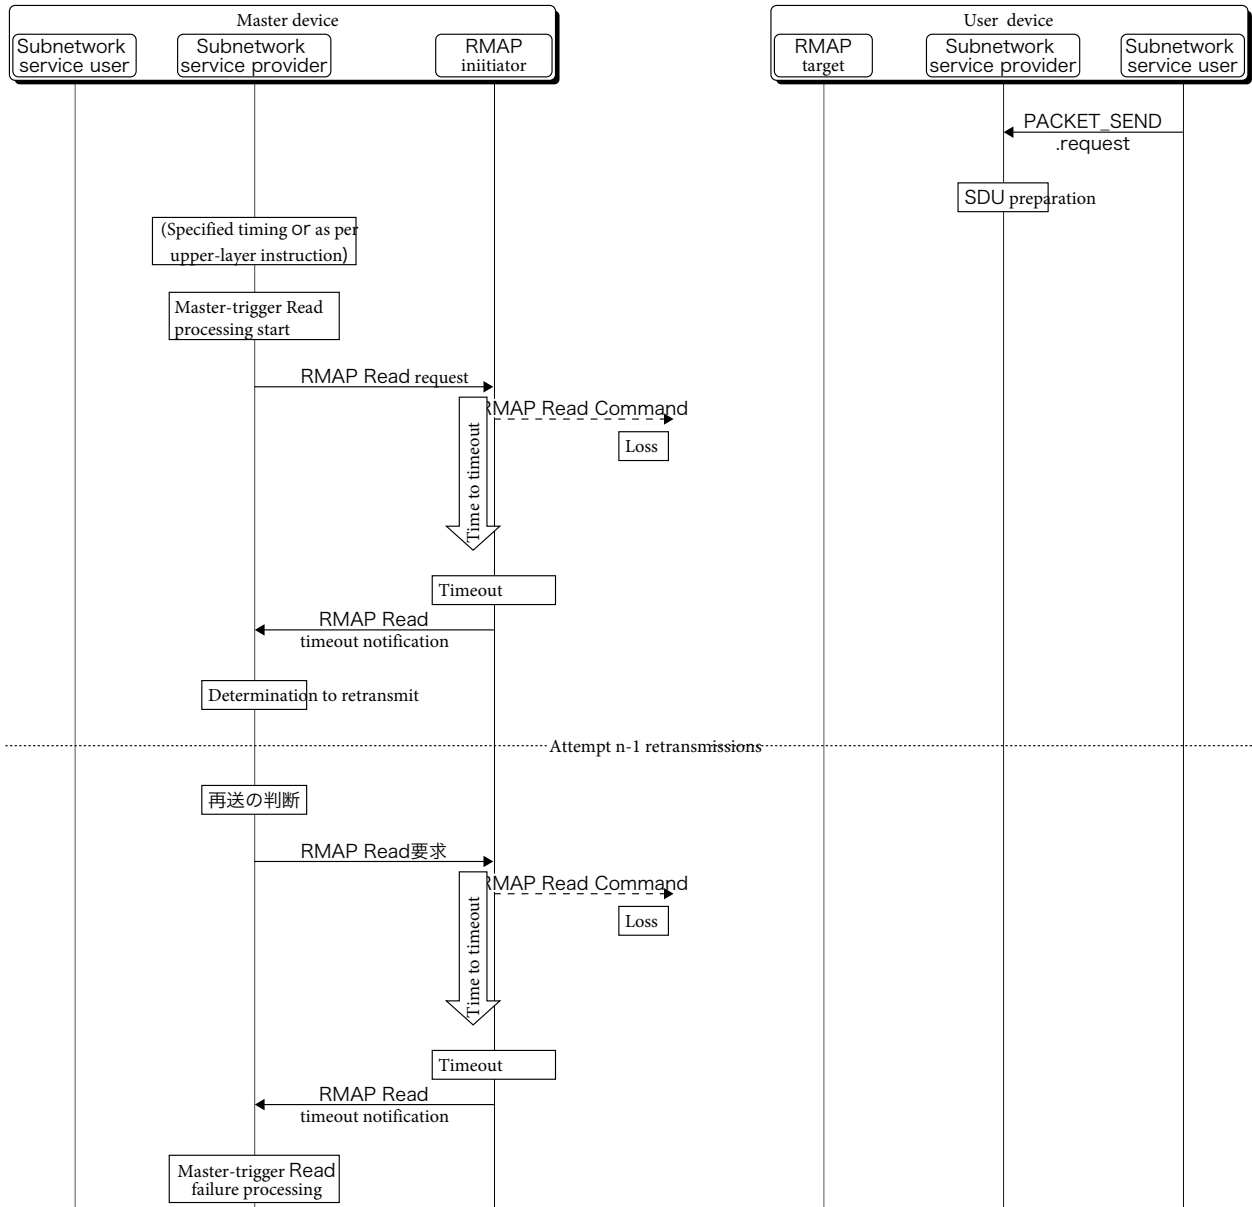 Master device
User device
Subnetwork
service user
Subnetwork
service provider
RMAP
iniitiator
RMAP
target
Subnetwork
service provider
Subnetwork
service user
PACKET_SEND
.request
SDU preparation
(Specified timing or as per
upper-layer instruction)
Master-trigger Read
processing start
RMAP Read request
RMAP Read Command
Loss
Time to timeout
Timeout
RMAP Read
timeout notification
Determination to retransmit
Attempt n-1 retransmissions
再送の判断
RMAP Read要求
RMAP Read Command
Loss
Time to timeout
Timeout
RMAP Read
timeout notification
Master-trigger Read
failure processing